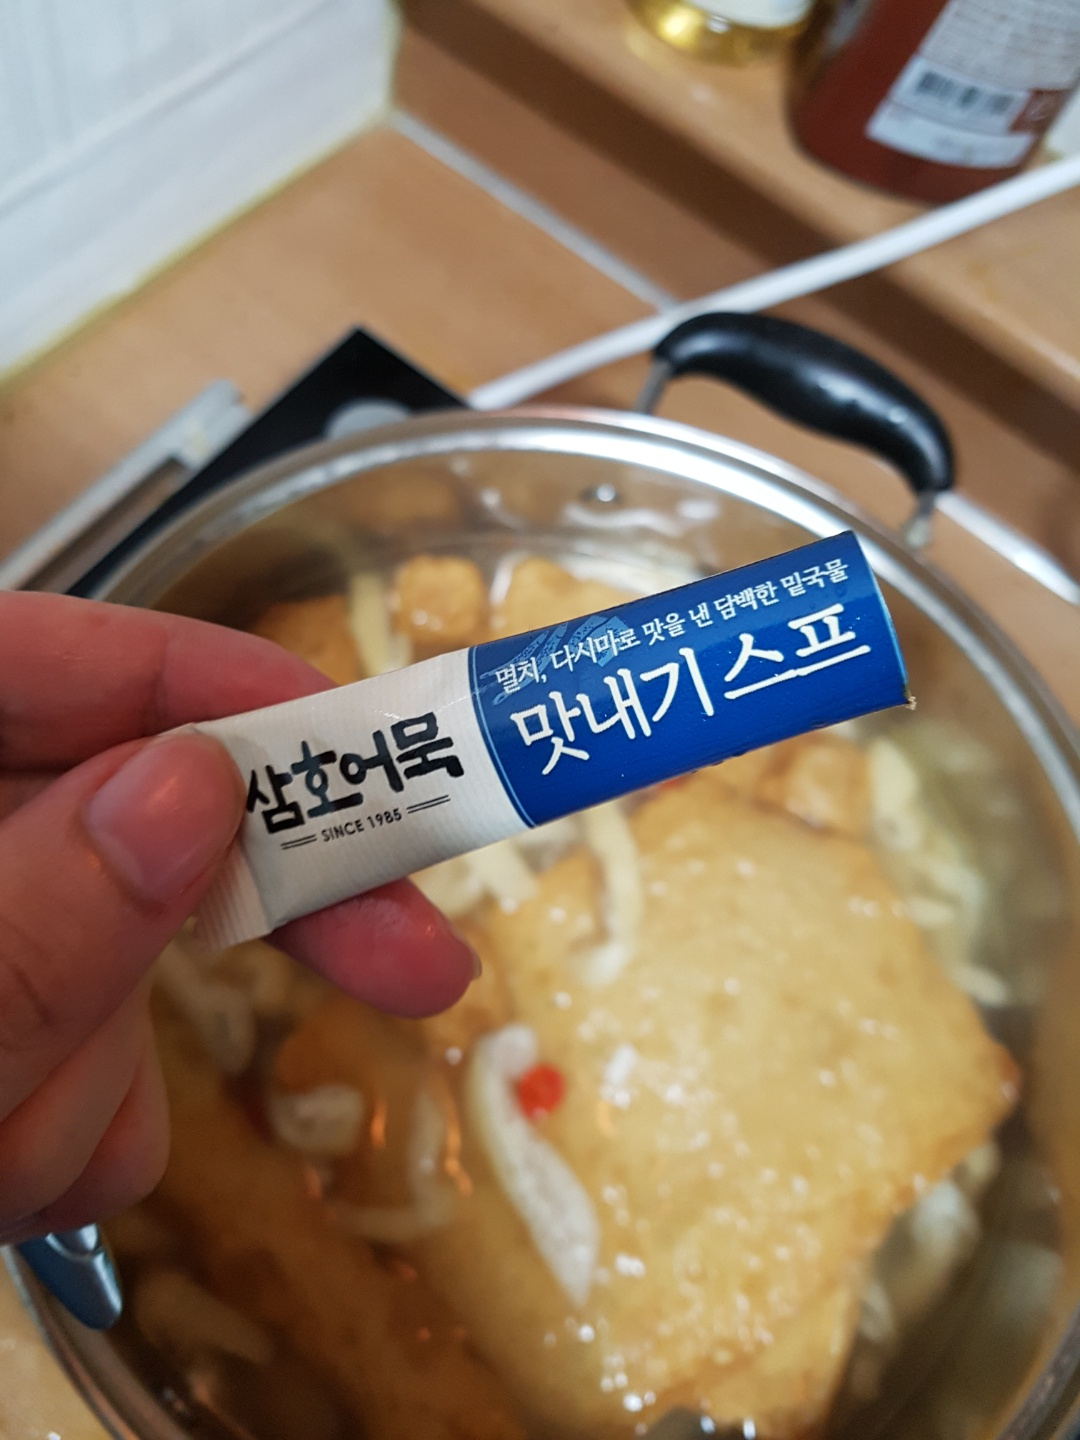 멸치, 다시마로 맛을 낸 담백한 밑국물
맛내기 스프
삼호어묵
SINCE 1985